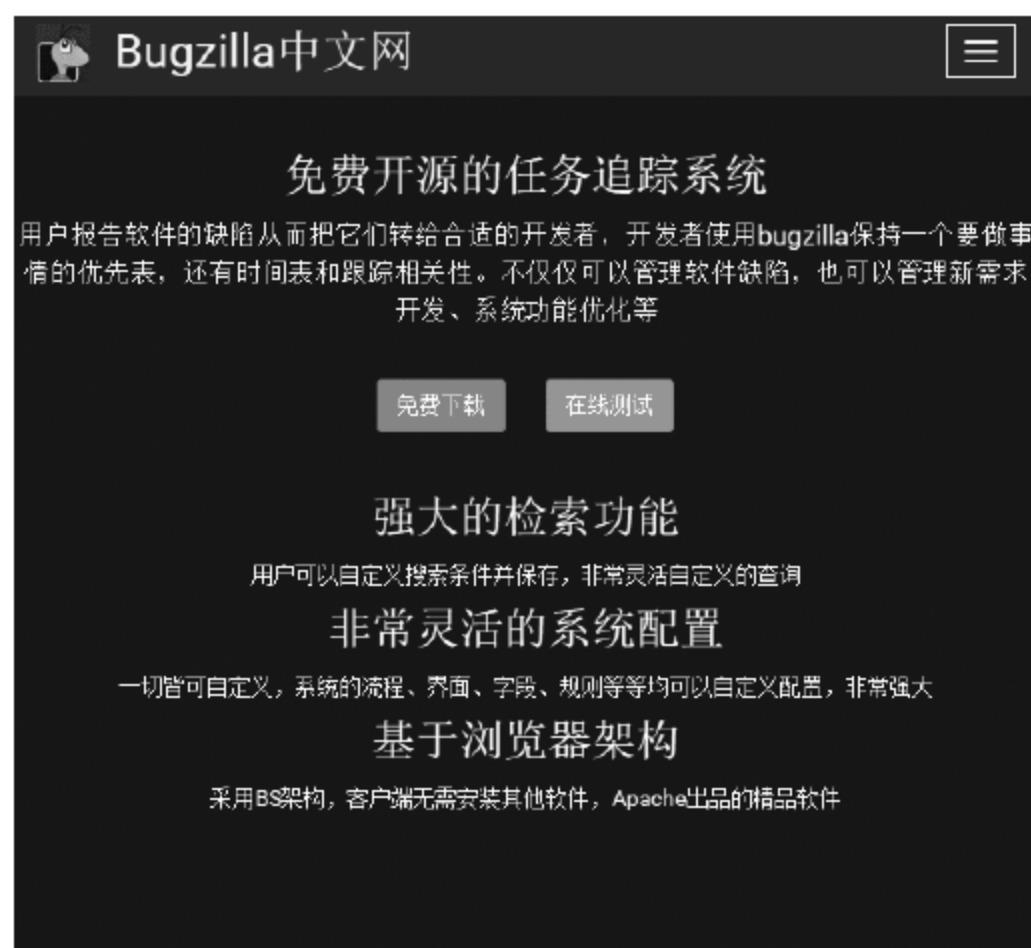 Bugzilla中文网
免费开源的任务追踪系统
用户报告软件的缺陷从而把它们转给合适的开发者，开发者使用bugzilla保持一个要做事
情的优先表，还有时间表和跟踪相关性。不仅仅可以管理软件缺陷，也可以管理新需求
开发、系统功能优化等
免费下载 在线测试
强大的检索功能
用户可以自定义搜索条件并保存，非常灵活自定义的查询
非常灵活的系统配置
一切皆可自定义，系统的流程、界面、字段、规则等等均可以自定义配置，非常强大
基于浏览器架构
采用BS架构，客户端无需安装其他软件，Apache出品的精品软件